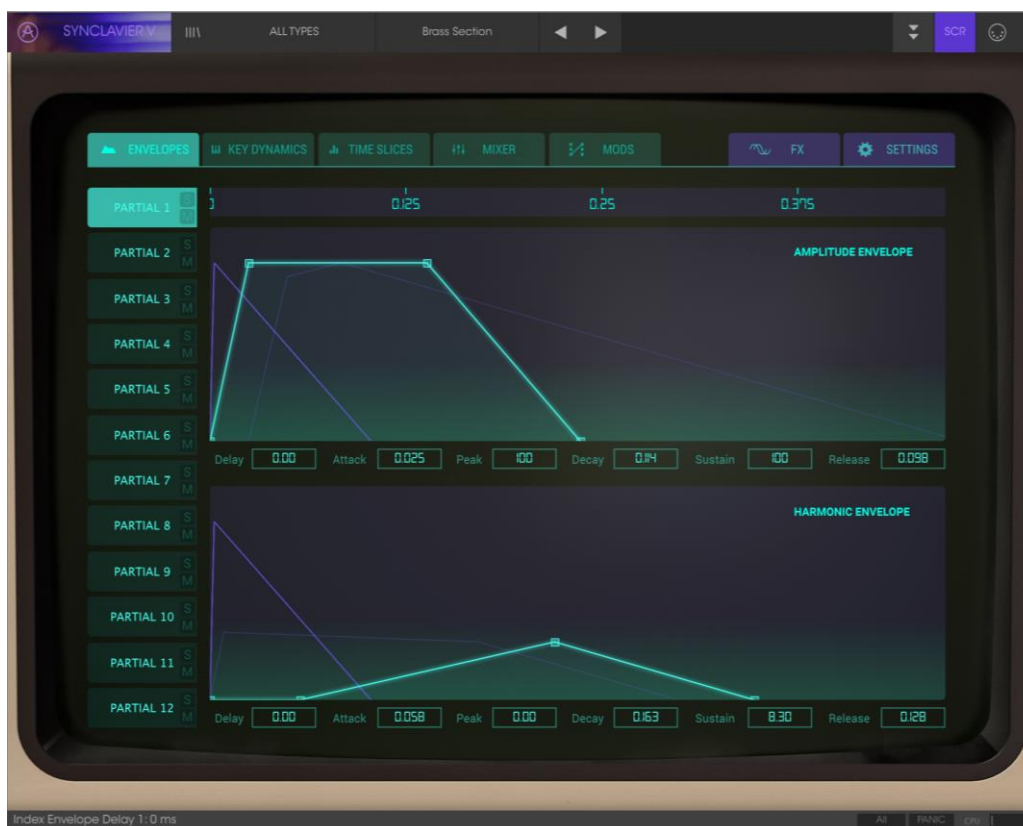 SYNCLAVIER V ALL TYPES Brass Section SCR
ENVELOPES KEY DYNAMICS TIME SLICES MIXER MODS FX SETTINGS
PARTIAL 1 S M
0 0.125 0.25 0.375
PARTIAL 2 S M
AMPLITUDE ENVELOPE
PARTIAL 3 S M
PARTIAL 4 S M
PARTIAL 5 S M
PARTIAL 6 S M
Delay 0.00 Attack 0.025 Peak 100 Decay 0.114 Sustain 100 Release 0.098
PARTIAL 7 S M
PARTIAL 8 S M
HARMONIC ENVELOPE
PARTIAL 9 S M
PARTIAL 10 S M
PARTIAL 11 S M
PARTIAL 12 S M
Delay 0.00 Attack 0.058 Peak 0.00 Decay 0.163 Sustain 8.30 Release 0.128
Index Envelope Delay 1: 0 ms All PANIC CPU